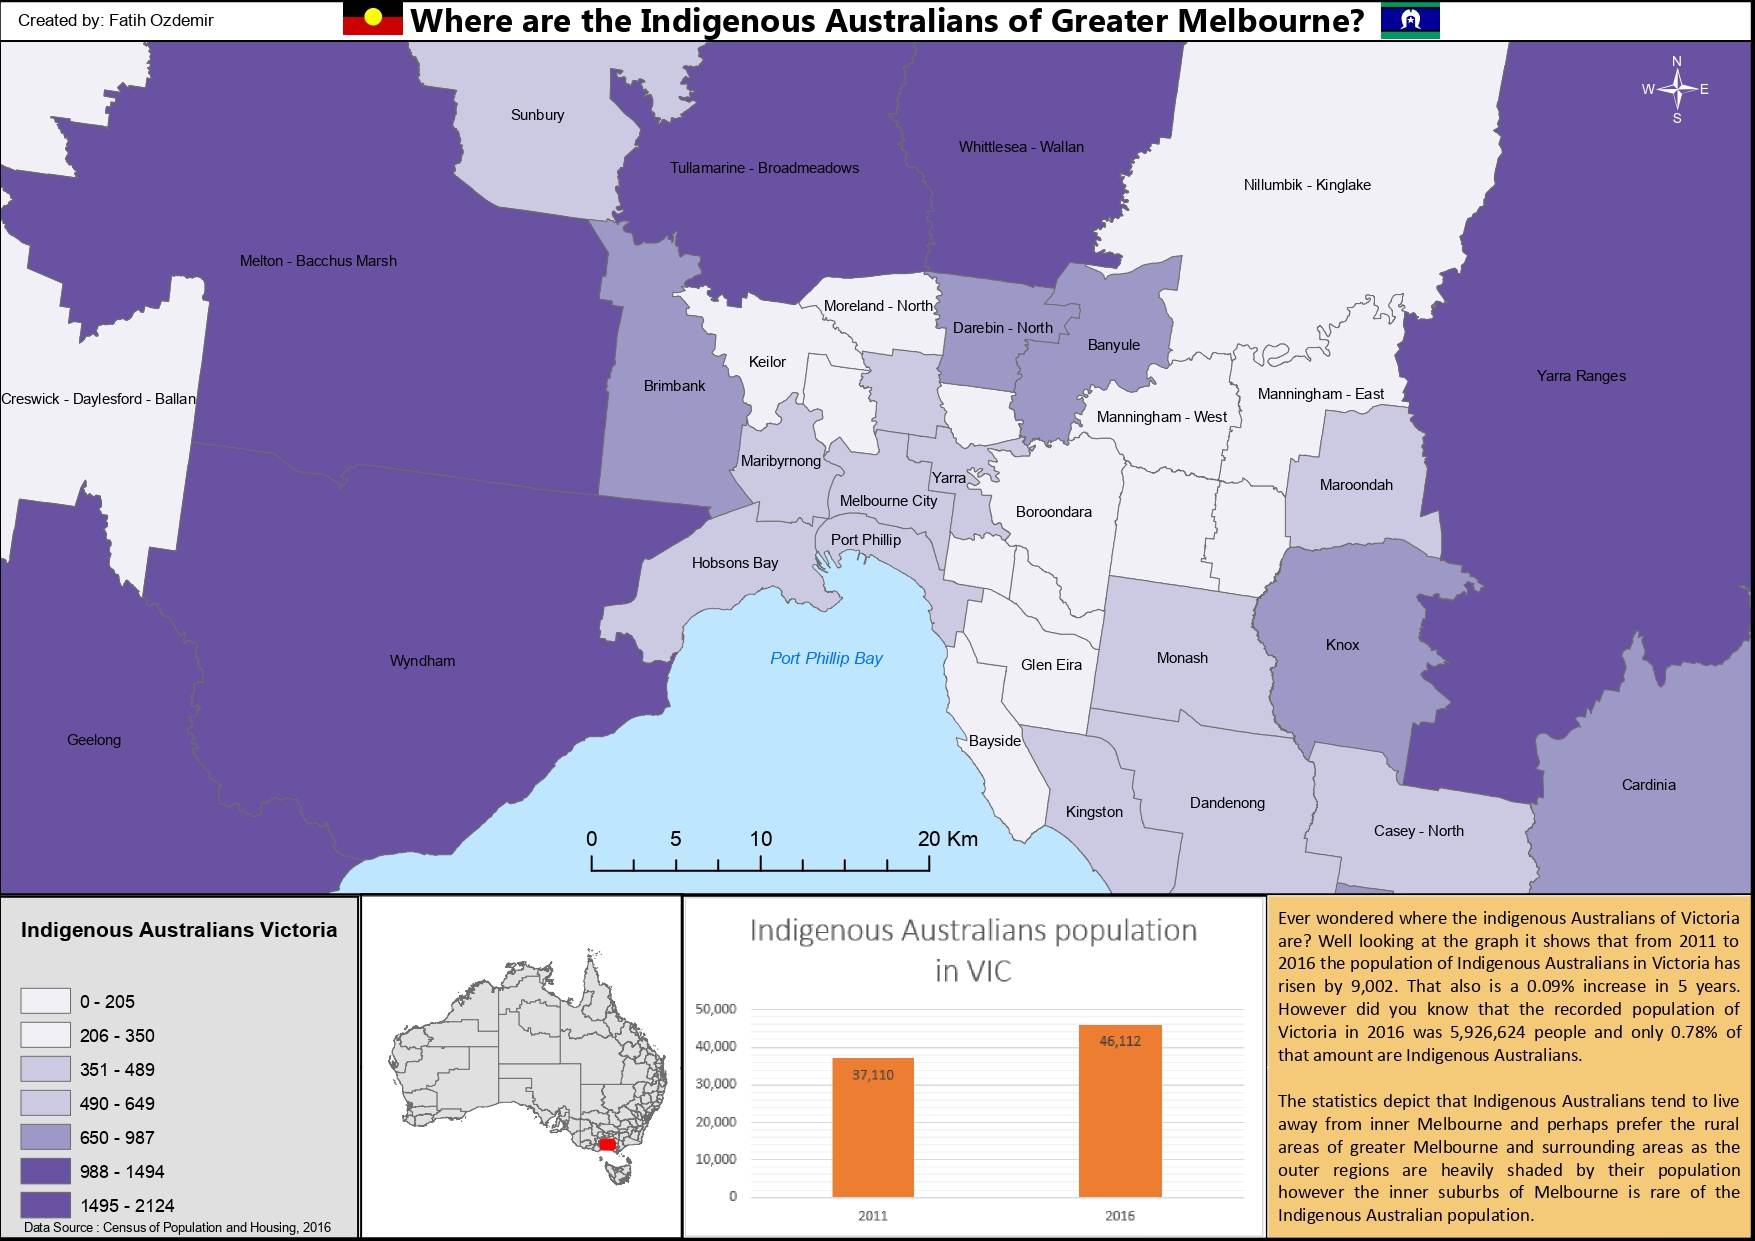 Created by: Fatih Ozdemir
Where are the Indigenous Australians of Greater Melbourne?
N
W E
S
Sunbury
Whittlesea - Wallan
Tullamarine - Broadmeadows
Nillumbik - Kinglake
Melton - Bacchus Marsh
Moreland - North
Darebin - North
Banyule
Keilor
Brimbank
Yarra Ranges
Creswick - Daylesford - Ballan
Manningham - East
Manningham - West
Maribyrnong
Yarra
Maroondah
Melbourne City
Boroondara
Port Phillip
Hobsons Bay
Knox
Wyndham
Port Phillip Bay
Glen Eira
Monash
Geelong
Bayside
Cardinia
Kingston
Dandenong
Casey - North
0 5 10 20 Km
Indigenous Australians Victoria
0 - 205
206 - 350
351 - 489
490 - 649
650 - 987
988 - 1494
1495 - 2124
Data Source : Census of Population and Housing, 2016
Indigenous Australians population
in VIC
50,000
40,000
30,000
20,000
10,000
0
37,110
46,112
2011
2016
Ever wondered where the indigenous Australians of Victoria
are? Well looking at the graph it shows that from 2011 to
2016 the population of Indigenous Australians in Victoria has
risen by 9,002. That also is a 0.09% increase in 5 years.
However did you know that the recorded population of
Victoria in 2016 was 5,926,624 people and only 0.78% of
that amount are Indigenous Australians.
The statistics depict that Indigenous Australians tend to live
away from inner Melbourne and perhaps prefer the rural
areas of greater Melbourne and surrounding areas as the
outer regions are heavily shaded by their population
however the inner suburbs of Melbourne is rare of the
Indigenous Australian population.